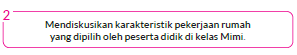 2
Mendiskusikan karakteristik pekerjaan rumah
yang dipilih oleh peserta didik di kelas Mimi.